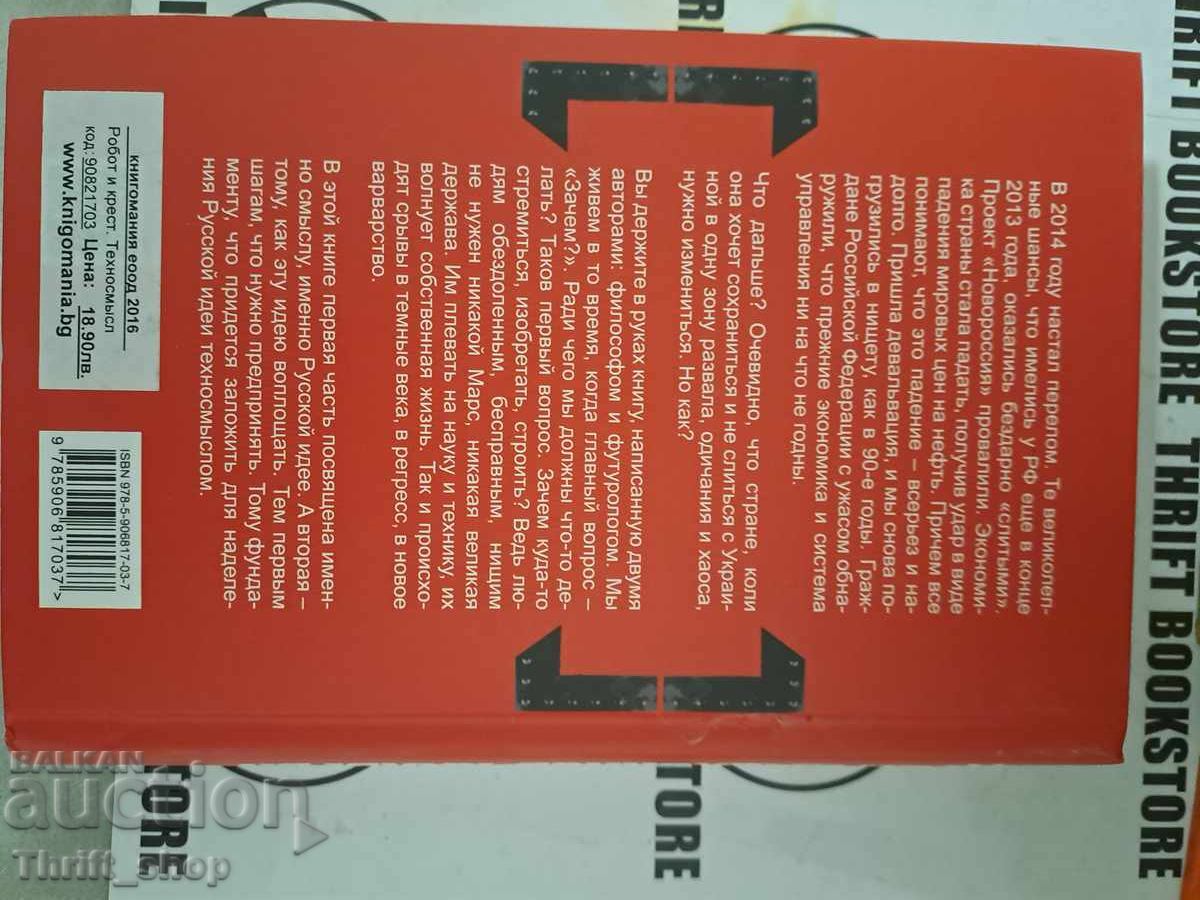 В 2014 году настал перелом. Те великолеп-
ные шансы, что имелись у РФ еще в конце
2013 года, оказались бездарно «слитыми».
Проект «Новороссия» провалили. Экономи-
ка страны стала падать, получив удар в виде
падения мировых цен на нефть. Причем все
понимают, что это падение – всерьез и на-
долго. Пришла девальвация, и мы снова по-
грузились в нищету, как в 90-е годы. Граж-
дане Российской Федерации с ужасом обна-
ружили, что прежние экономика и система
управления ни на что не годны.
Что дальше? Очевидно, что стране, коли
она хочет сохраниться и не слиться с Украи-
ной в одну зону развала, одичания и хаоса,
нужно измениться. Но как?
Вы держите в руках книгу, написанную двумя
авторами: философом и футурологом. Мы
живем в то время, когда главный вопрос –
«Зачем?». Ради чего мы должны что-то де-
лать? Таков первый вопрос. Зачем куда-то
стремиться, изобретать, строить? Ведь лю-
дям обездоленным, бесправным, нищим
не нужен никакой Марс, никакая великая
держава. Им плевать на науку и технику, их
волнует собственная жизнь. Так и происхо-
дят срывы в темные века, в регресс, в новое
варварство.
В этой книге первая часть посвящена имен-
но смыслу, именно Русской идее. А вторая –
тому, как эту идею воплощать. Тем первым
шагам, что нужно предпринять. Тому фунда-
менту, что придется заложить для наделе-
ния Русской идеи техносмыслом.
книгомания еоод 2016
Робот и крест. Техносмысл
код: 90821703 Цена: 18.90лв.
www.knigomania.bg
ISBN 978-5-906817-03-7
9 785906 817037 >
THRIFT BOOKSTORE
THRIFT BOOKSTORE
STORE
STORE
BALKAN
auction
Thrift_shop